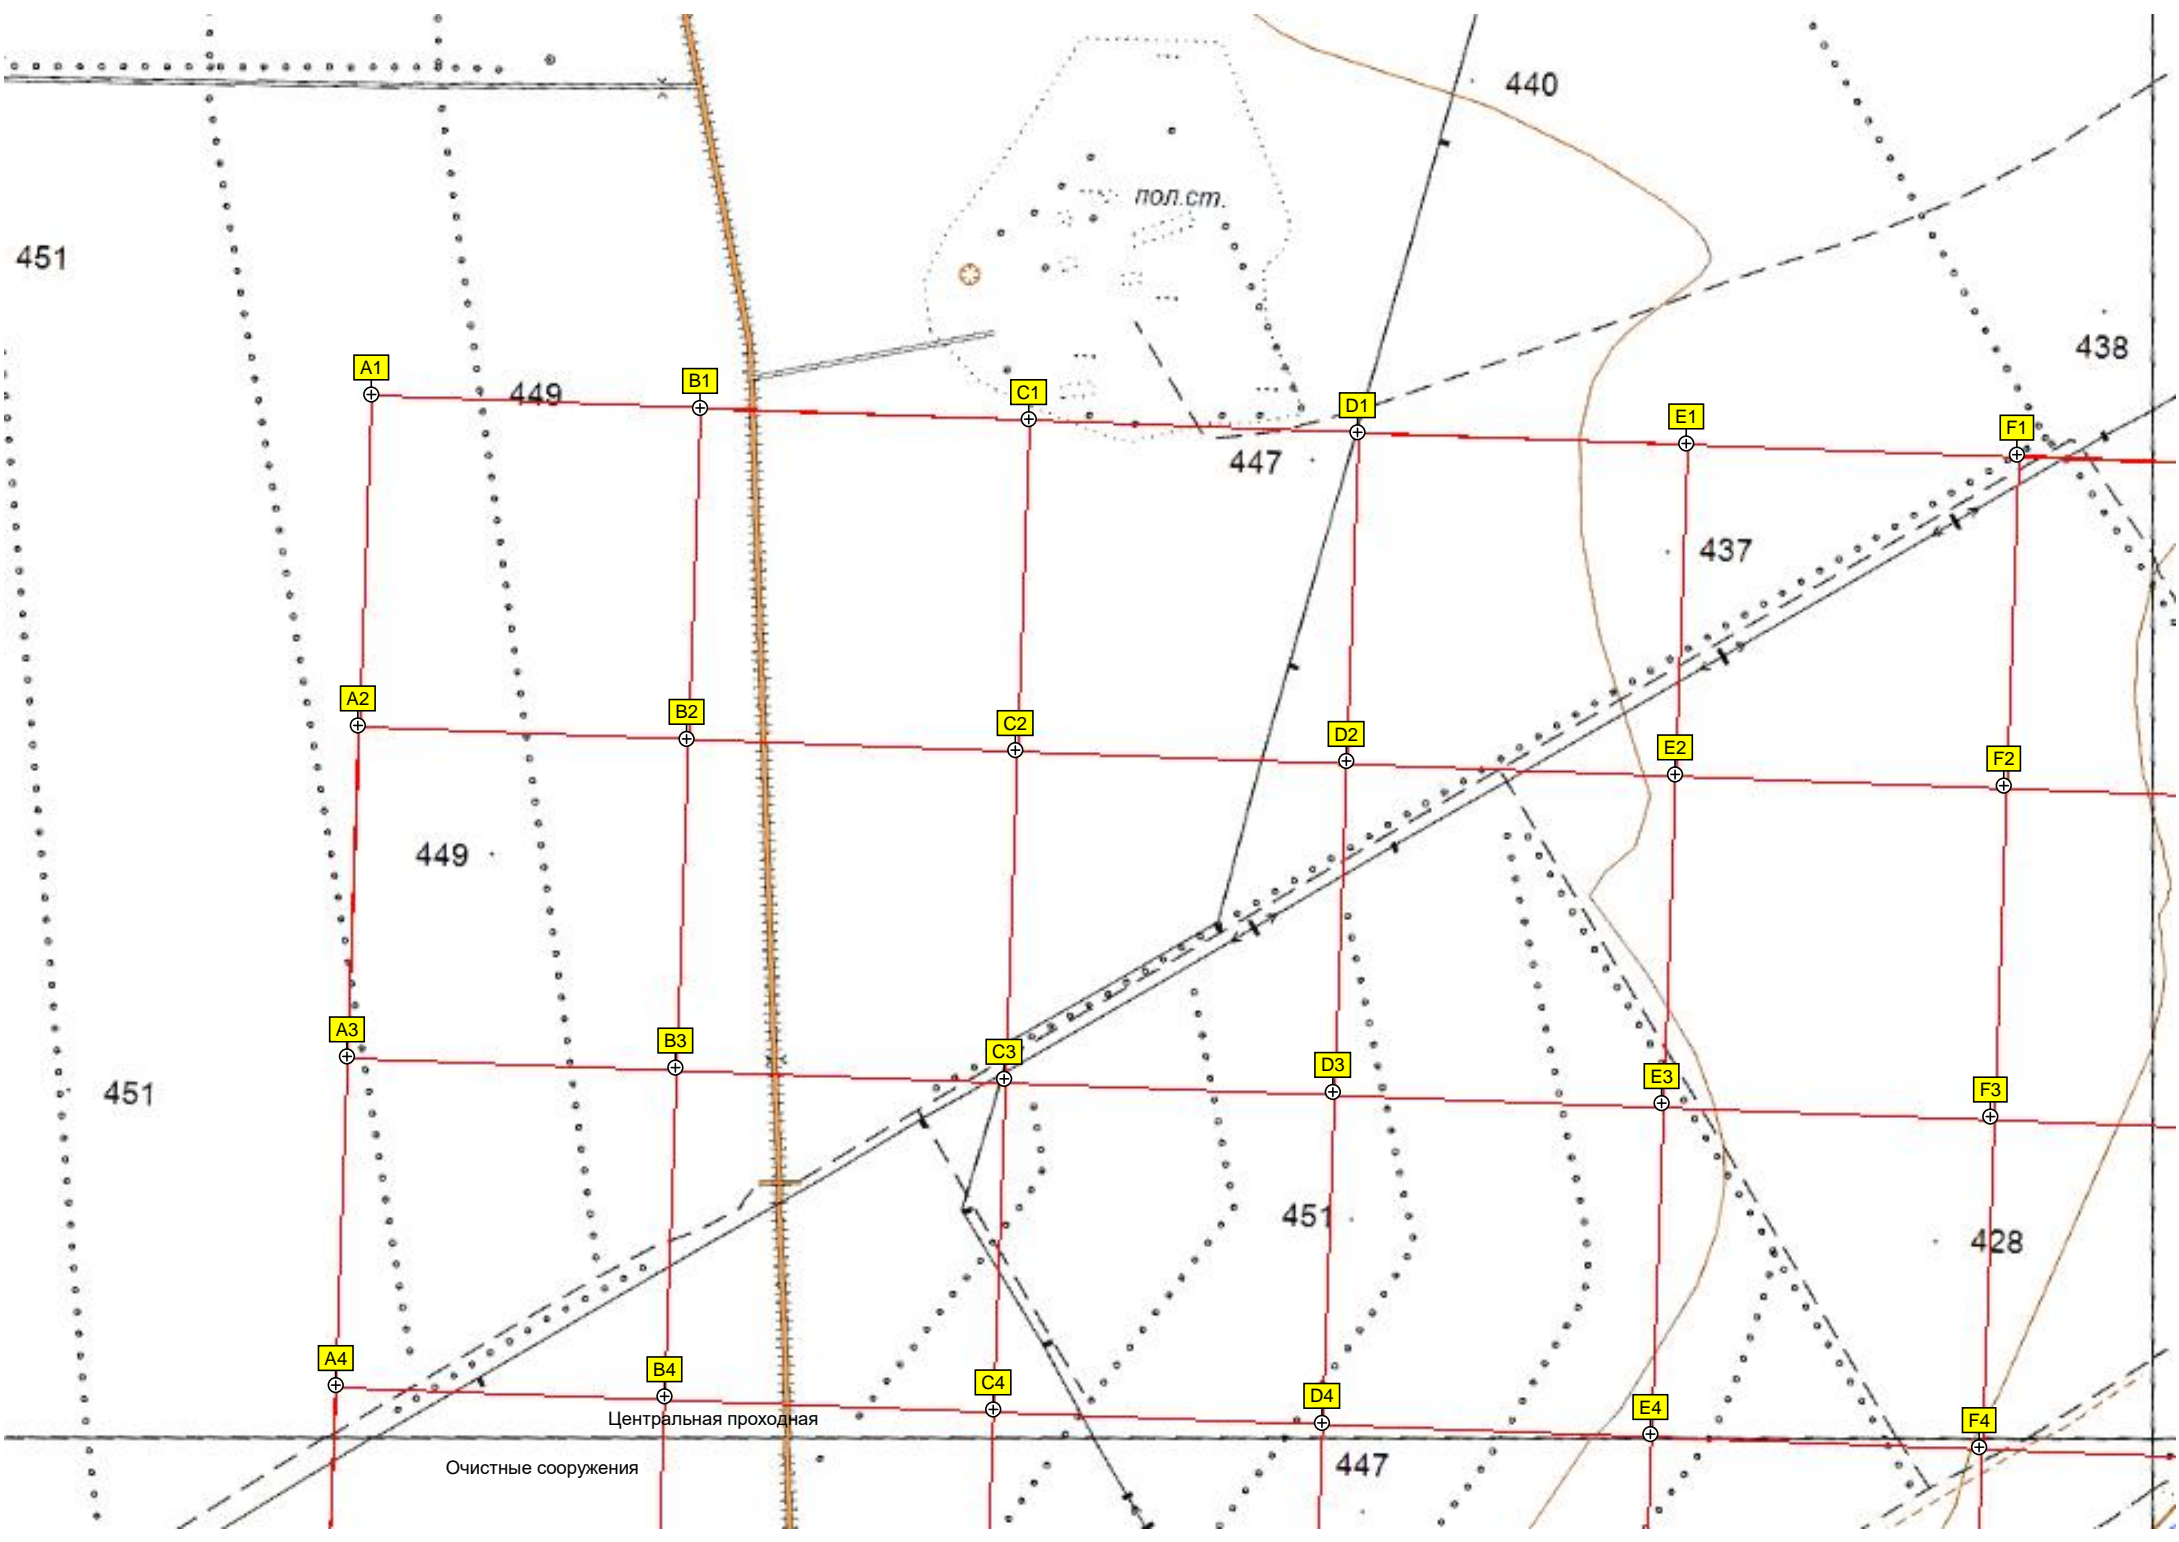 440
пол.ст.
451
438
A1
B1
449
C1
D1
E1
F1
447
437
A2
B2
C2
D2
E2
F2
449
A3
B3
C3
D3
E3
F3
451
451
428
A4
B4
C4
D4
E4
F4
Центральная проходная
Очистные сооружения
447